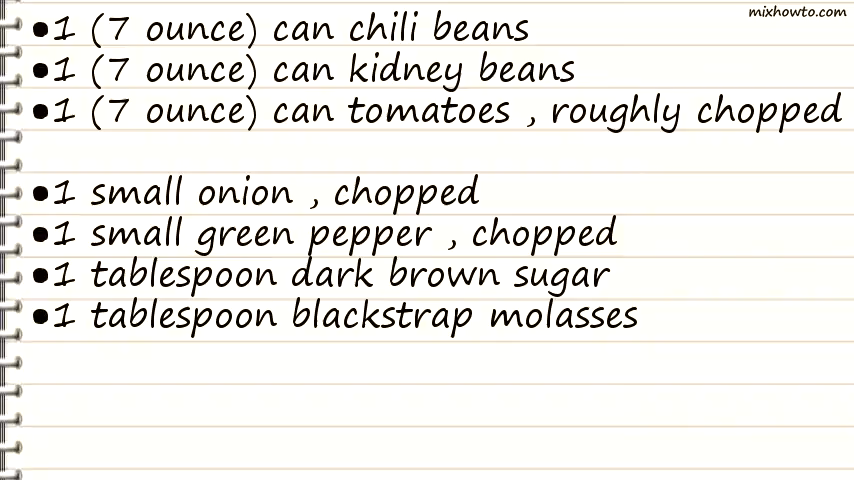 mixhowto.com
•1 (7 ounce) can chili beans
•1 (7 ounce) can kidney beans
•1 (7 ounce) can tomatoes , roughly chopped
•1 small onion , chopped
•1 small green pepper , chopped
•1 tablespoon dark brown sugar
•1 tablespoon blackstrap molasses